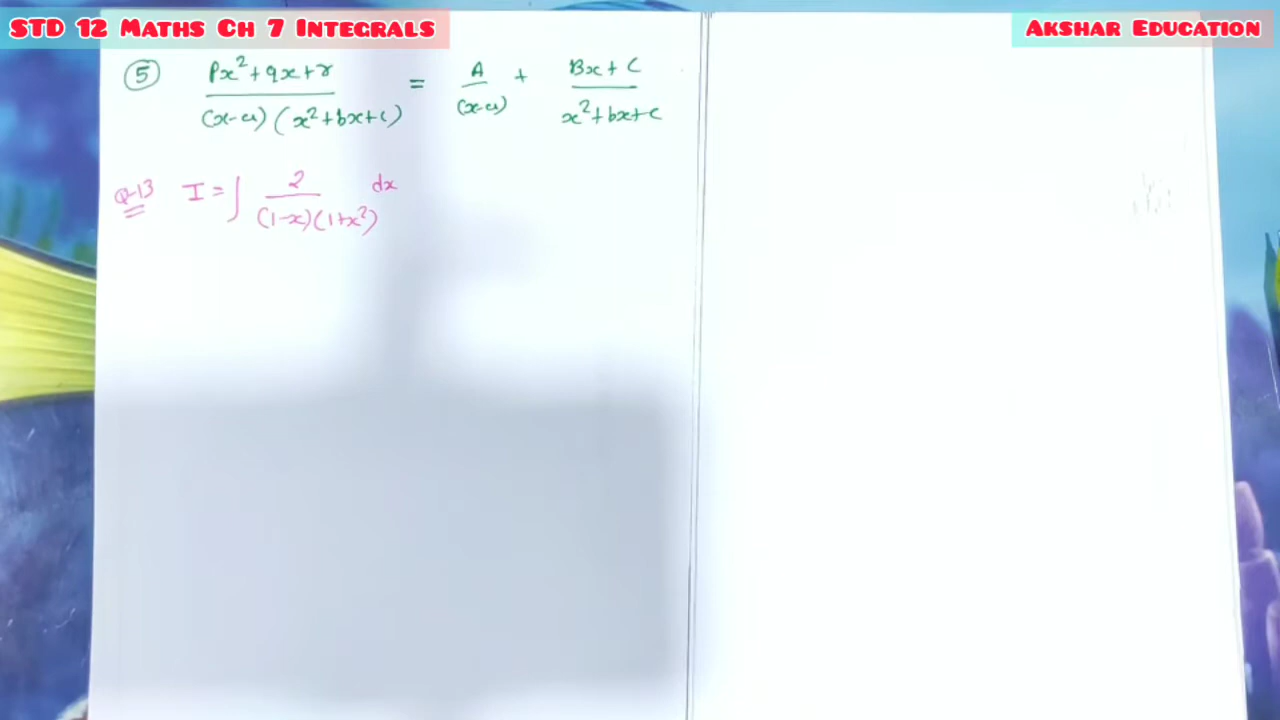 STD 12 Maths Ch 7 Integrals
Akshar Education
⑤ (Px²+qx+r)/((x-a)(x²+bx+c)) = A/(x-a) + (Bx+C)/(x²+bx+c)
Q-13 I = ∫ 2/((1-x)(1+x²)) dx